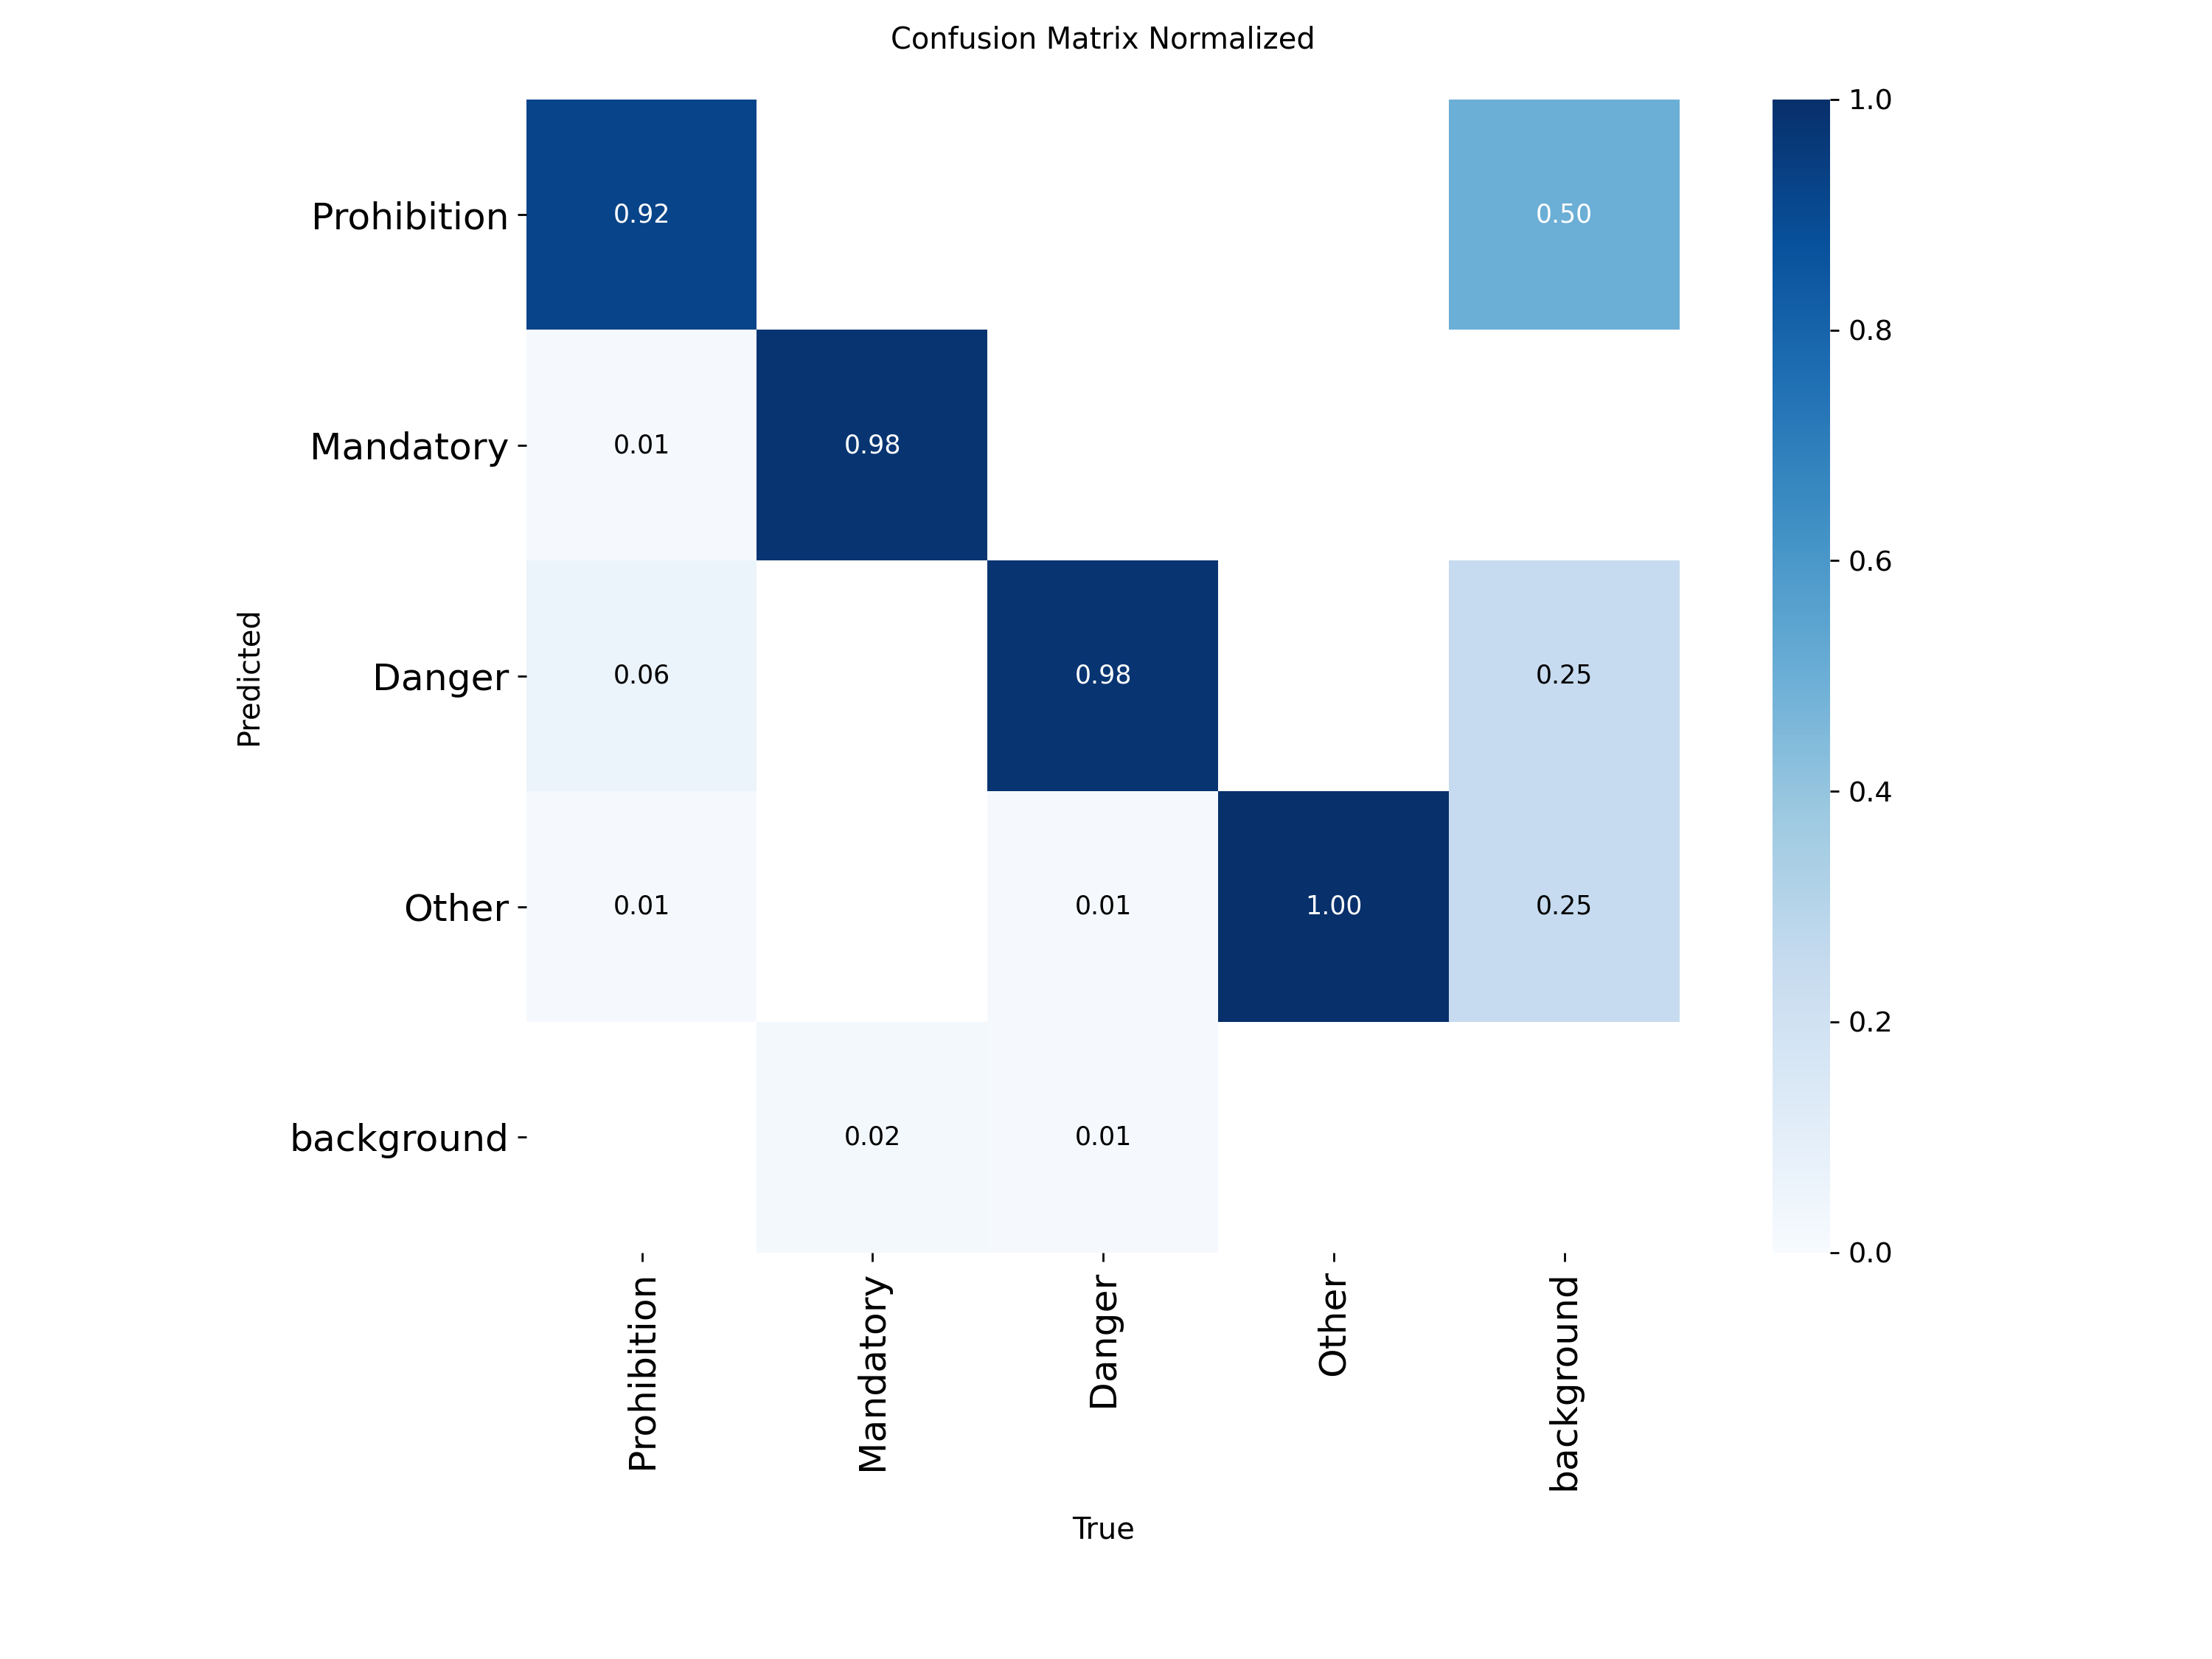 Confusion Matrix Normalized
Prohibition 0.92 0.50
Mandatory 0.01 0.98
Danger 0.06 0.98 0.25
Other 0.01 0.01 1.00 0.25
background 0.02 0.01
Predicted
Prohibition Mandatory Danger Other background
True
1.0
0.8
0.6
0.4
0.2
0.0